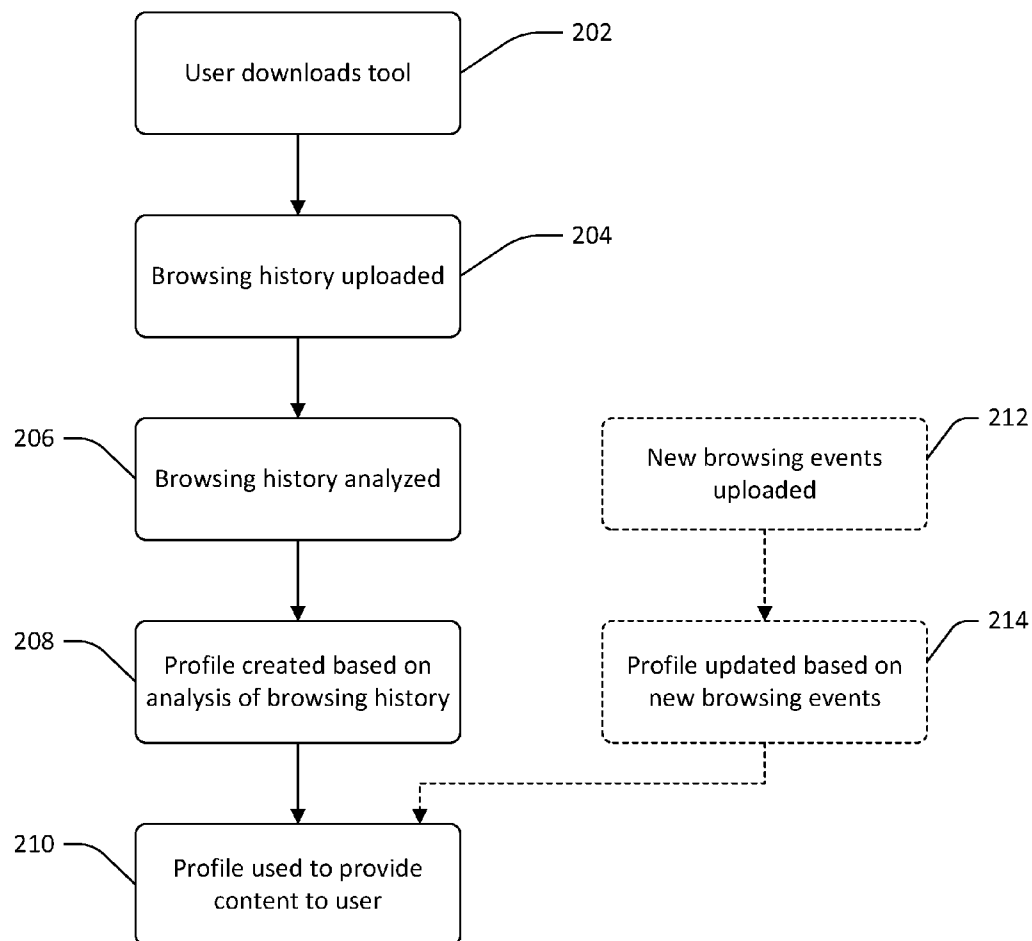 202
User downloads tool
204
Browsing history uploaded
206
Browsing history analyzed
212
New browsing events
uploaded
208
Profile created based on
analysis of browsing history
214
Profile updated based on
new browsing events
210
Profile used to provide
content to user